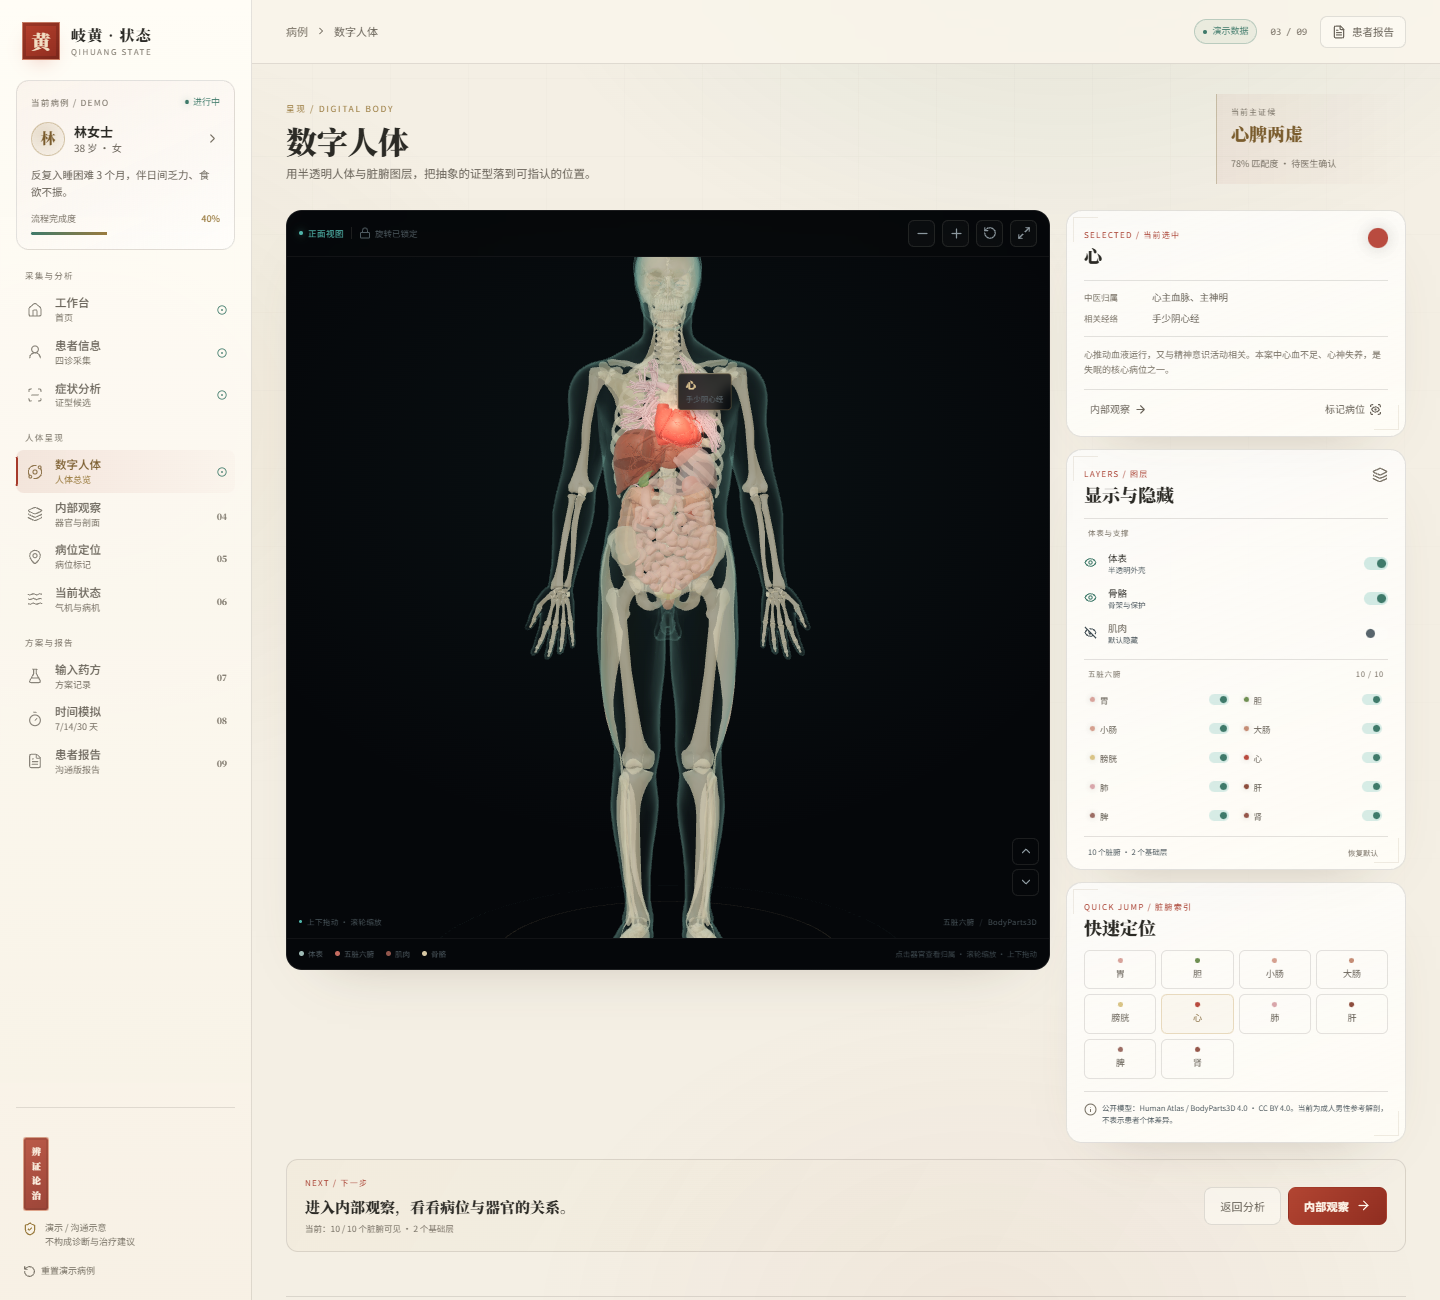 黄
岐黄·状态
QIHUANG STATE
当前病例 / DEMO
进行中
林
林女士
38 岁 · 女
反复入睡困难 3 个月，伴日间乏力、食
欲不振。
流程完成度
40%
采集与分析
工作台
首页
患者信息
四诊采集
症状分析
证型候选
人体呈现
数字人体
人体总览
内部观察
器官与剖面
04
病位定位
病位标记
05
当前状态
气机与病机
06
方案与报告
输入药方
方案记录
07
时间模拟
7/14/30 天
08
患者报告
沟通版报告
09
辨证论治
演示 / 沟通示意
不构成诊断与治疗建议
重置演示病例
病例
数字人体
演示数据
03 / 09
患者报告
呈现 / DIGITAL BODY
数字人体
用半透明人体与脏腑图层，把抽象的证型落到可指认的位置。
当前主证候
心脾两虚
78% 匹配度 · 待医生确认
正面视图
旋转已锁定
心
手少阴心经
上下拖动 · 滚轮缩放
五脏六腑 / BodyParts3D
体表
五脏六腑
肌肉
骨骼
点击器官查看归属 · 滚轮缩放 · 上下拖动
SELECTED / 当前选中
心
中医归属
心主血脉、主神明
相关经络
手少阴心经
心推动血液运行，又与精神意识活动相关。本案中心血不足、心神失养，是
失眠的核心病位之一。
内部观察
标记病位
LAYERS / 图层
显示与隐藏
体表与支撑
体表
半透明外壳
骨骼
骨架与保护
肌肉
默认隐藏
五脏六腑
10 / 10
胃
胆
小肠
大肠
膀胱
心
肺
肝
脾
肾
10 个脏腑 · 2 个基础层
恢复默认
QUICK JUMP / 脏腑索引
快速定位
胃
胆
小肠
大肠
膀胱
心
肺
肝
脾
肾
公开模型：Human Atlas / BodyParts3D 4.0 · CC BY 4.0。当前为成人男性参考解剖，
不表示患者个体差异。
NEXT / 下一步
进入内部观察，看看病位与器官的关系。
当前：10 / 10 个脏腑可见 · 2 个基础层
返回分析
内部观察